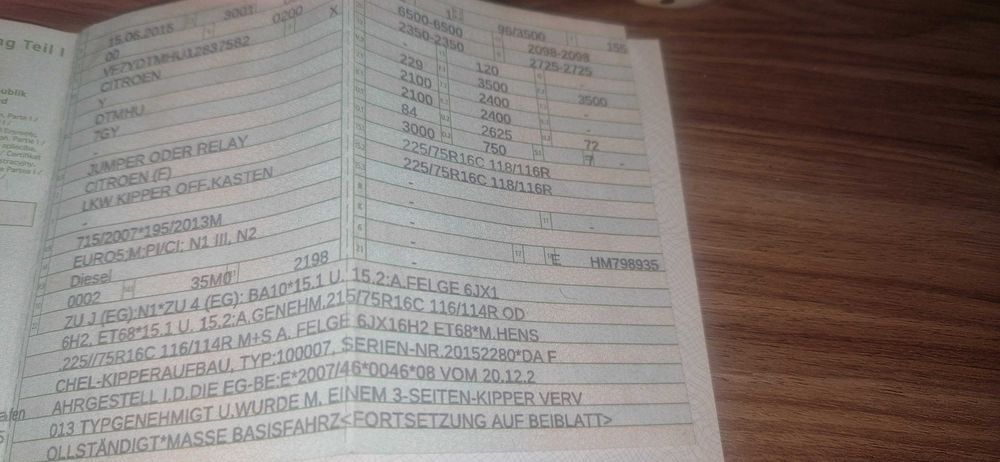 ng Teil I
15.06.2015 3001 0200 X
00
VF7YDTMHU12837582
CITROEN
Y
DTMHU
7GY
-
JUMPER ODER RELAY
CITROEN (F)
LKW KIPPER OFF.KASTEN
-
715/2007*195/2013M
EURO5;M;PI/CI; N1 III, N2
Diesel
0002 35M0 2198
6500-6500 96/3500 155
2350-2350 2098-2098
- 2725-2725
229 120 -
2100 3500 3500
2100 2400 -
84 2400 -
3000 2625 72
- 750 -
225/75R16C 118/116R
225/75R16C 118/116R
-
-
-
- E HM798935
ZU J (EG):N1*ZU 4 (EG): BA10*15.1 U. 15.2:A.FELGE 6JX1
6H2, ET68*15.1 U. 15.2:A.GENEHM.215/75R16C 116/114R OD
.225//75R16C 116/114R M+S A. FELGE 6JX16H2 ET68*M.HENS
CHEL-KIPPERAUFBAU, TYP:100007, SERIEN-NR.20152280*DA F
AHRGESTELL I.D.DIE EG-BE:E*2007/46*0046*08 VOM 20.12.2
013 TYPGENEHMIGT U.WURDE M. EINEM 3-SEITEN-KIPPER VERV
OLLSTÄNDIGT*MASSE BASISFAHRZ<FORTSETZUNG AUF BEIBLATT>